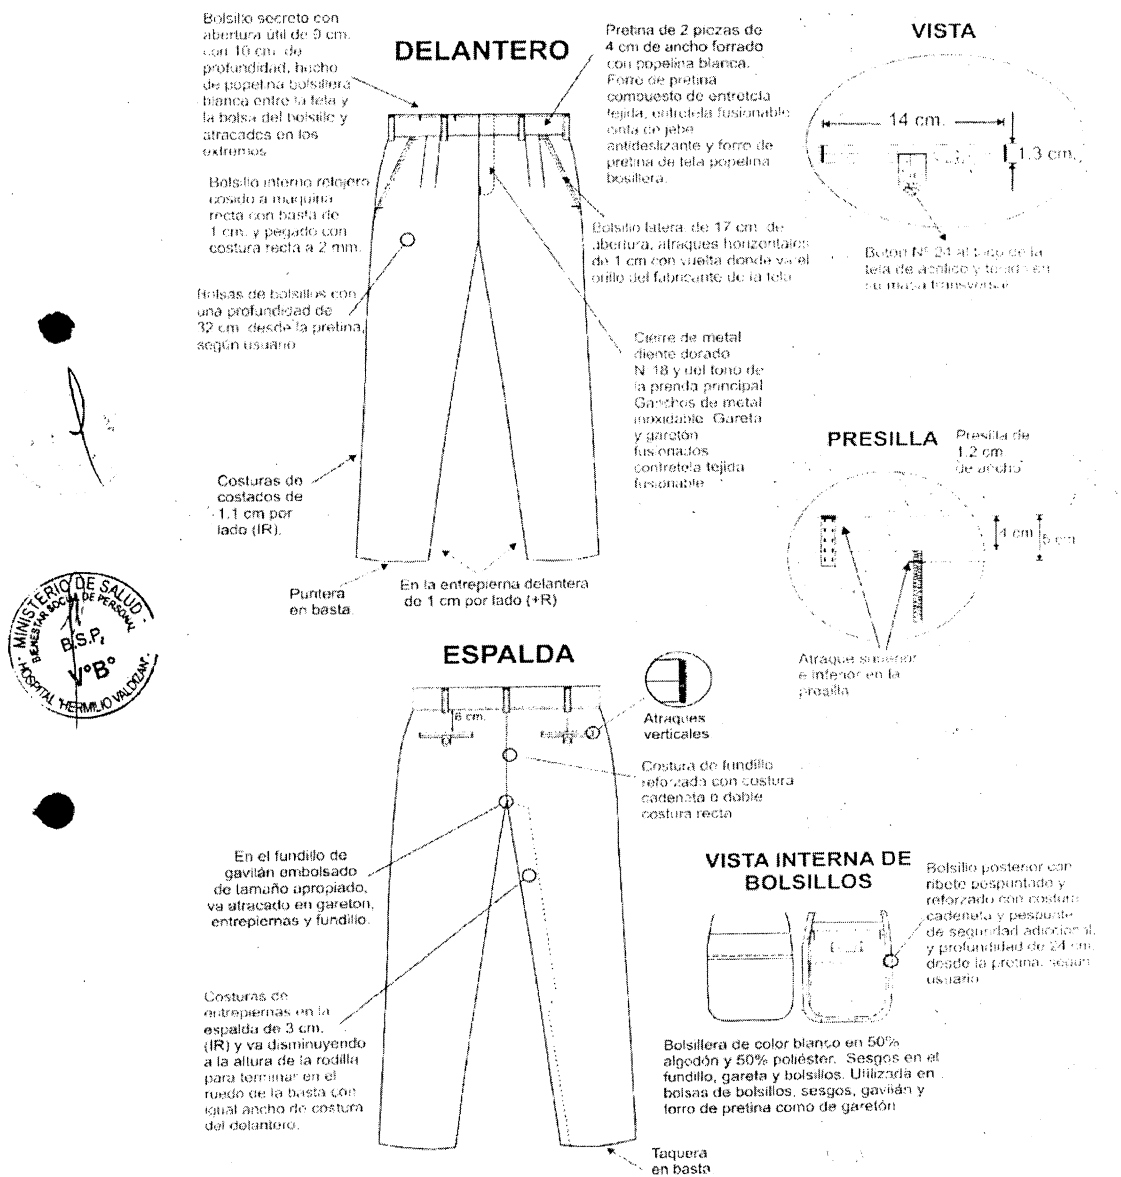 Bolsillo secreto con
abertura útil de 9 cm.
con 10 cm. de
profundidad, hecho
de popelina bolsillera
blanca entre la tela y
la bolsa del bolsillo y
atracados en los
extremos
DELANTERO
Pretina de 2 piezas de
4 cm de ancho forrado
con popelina blanca.
Forro de pretina
compuesto de entretela
tejida, entretela fusionable
cinta de jebe
antideslizante y forro de
pretina de tela popelina
bosillera.
VISTA
14 cm.
1.3 cm.
Botón Nº 24 al tono de la
tela de acrílico y teñido en
su masa transversal
Bolsillo interno relojero
cosido a maquina
recta con basta de
1 cm. y pegado con
costura recta a 2 mm.
Bolsillo lateral de 17 cm de
abertura, atraques horizontales
de 1 cm con vuelta donde va el
orillo del fabricante de la tela
Bolsas de bolsillos con
una profundidad de
32 cm. desde la pretina,
según usuario
Cierre de metal
diente dorado
N 18 y del tono de
la prenda principal
Ganchos de metal
inoxidable Gareta
y garetón
fusionados
contretela tejida
fusionable
PRESILLA
Presilla de
1.2 cm
de ancho
4 cm
5 cm
Atraque superior
e inferior en la
presilla
Costuras de
costados de
1.1 cm por
lado (IR).
Puntera
en basta.
En la entrepierna delantera
de 1 cm por lado (+R)
MINISTERIO DE SALUD
BIENESTAR SOCIAL DE PERSONAL
B.S.P.
V°B°
HOSPITAL "HERMILIO VALDIZAN"
ESPALDA
6 cm.
Atraques
verticales
Costura de fundillo
reforzada con costura
cadeneta o doble
costura recta
En el fundillo de
gavilán embolsado
de tamaño apropiado,
va atracado en gareton,
entrepiernas y fundillo.
Costuras de
entrepiernas en la
espalda de 3 cm.
(IR) y va disminuyendo
a la altura de la rodilla
para terminar en el
ruedo de la basta con
igual ancho de costura
del delantero.
VISTA INTERNA DE
BOLSILLOS
Bolsillo posterior con
ribete pespuntado y
reforzado con costura
cadeneta y pespunte
de seguridad adiccional,
y profundidad de 24 cm.
desde la pretina, según
usuario
Bolsillera de color blanco en 50%
algodón y 50% poliéster. Sesgos en el
fundillo, gareta y bolsillos. Utilizada en
bolsas de bolsillos, sesgos, gavilán y
forro de pretina como de garetón
Taquera
en basta